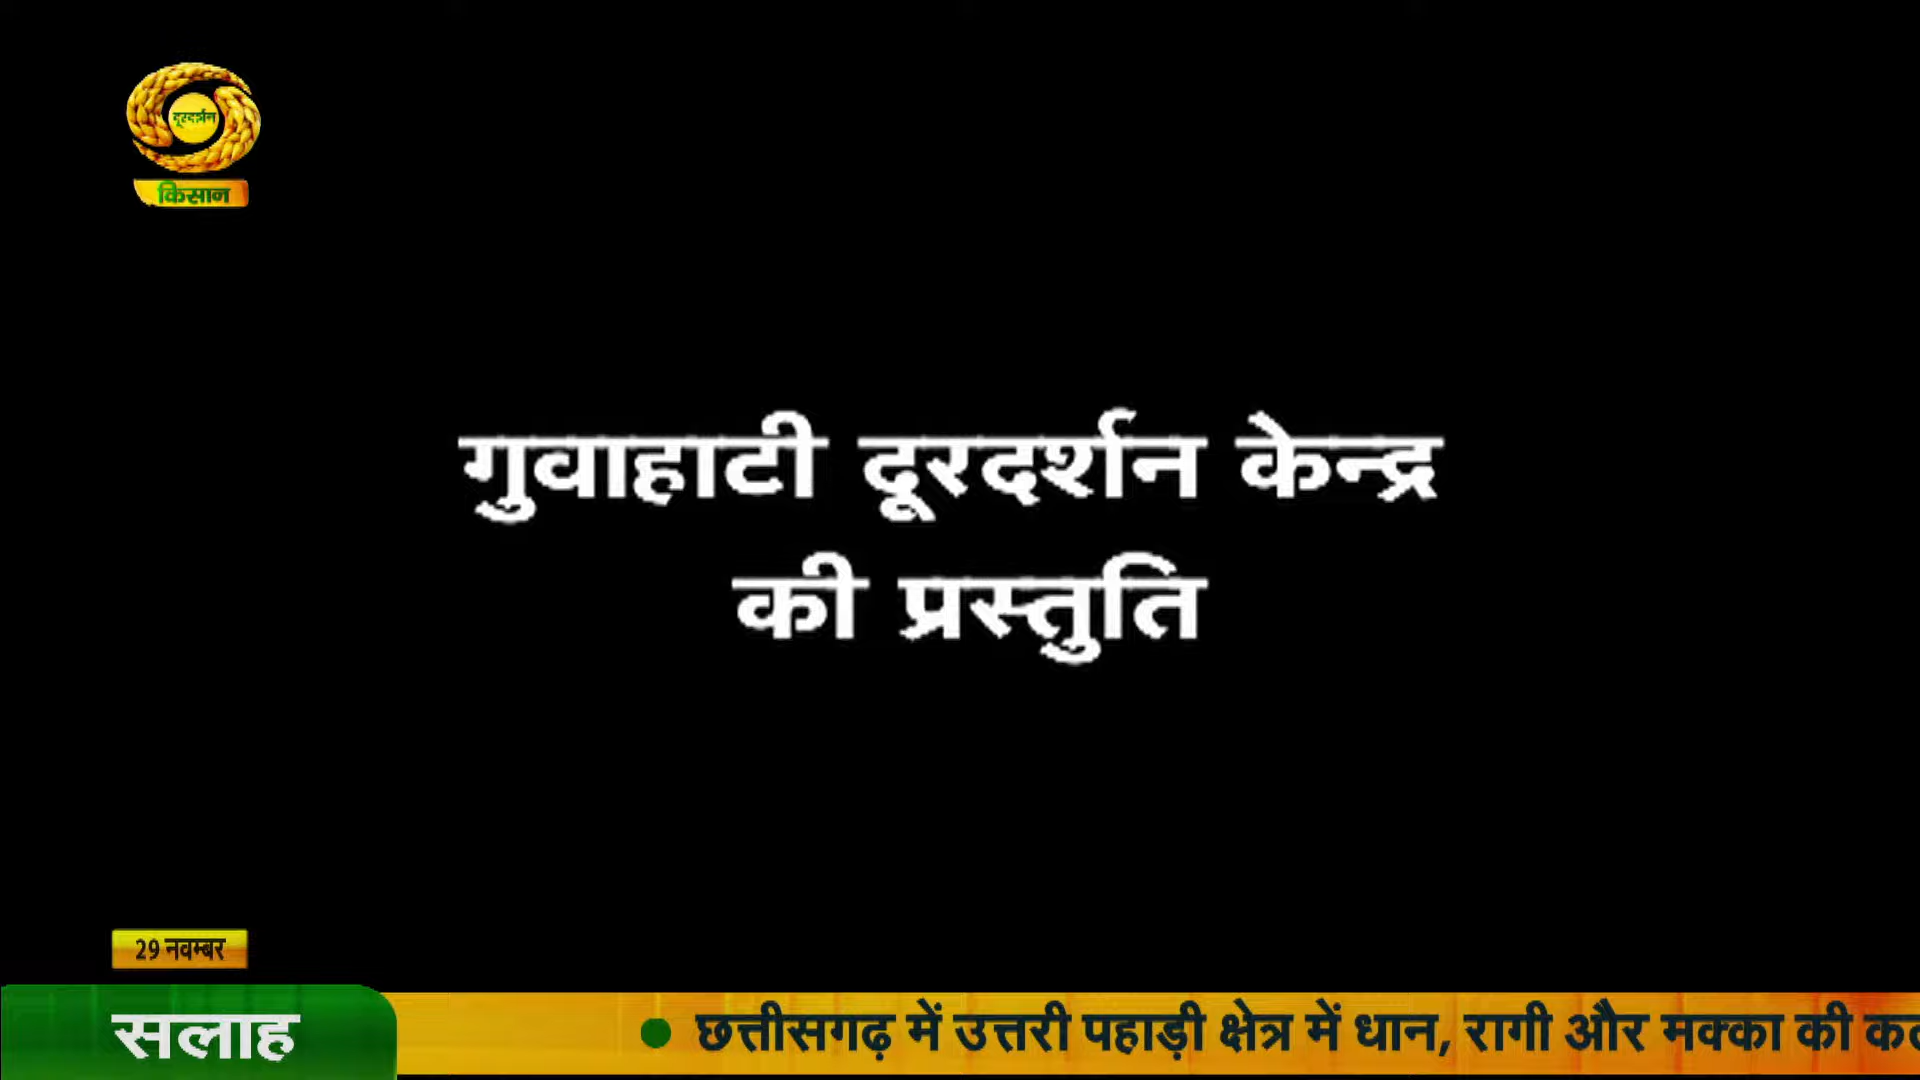 दूरदर्शन
किसान
गुवाहाटी दूरदर्शन केन्द्र
की प्रस्तुति
29 नवम्बर
सलाह
छत्तीसगढ़ में उत्तरी पहाड़ी क्षेत्र में धान, रागी और मक्का की